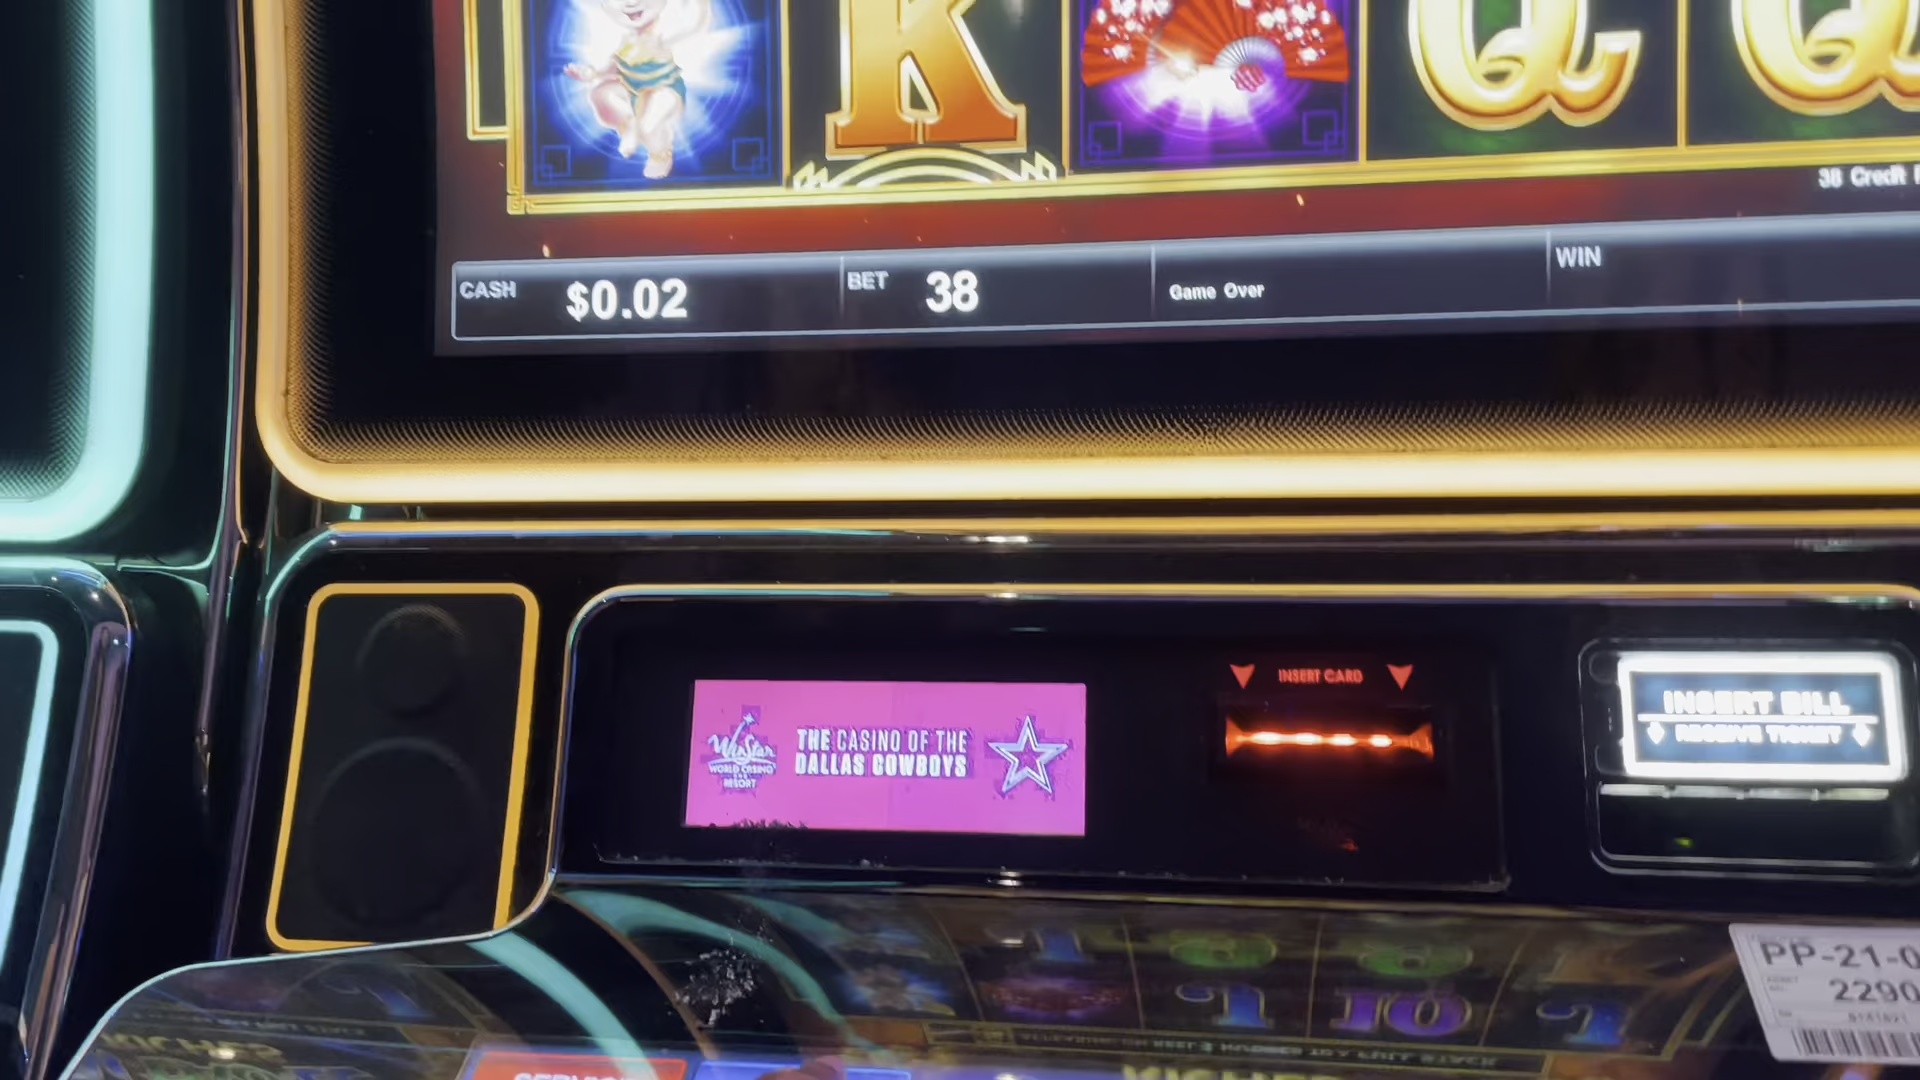 K
Q
Q
38 Credit
CASH
$0.02
BET
38
Game Over
WIN
INSERT CARD
INSERT BILL
RECEIVE TICKET
WinStar
WORLD CASINO
AND
RESORT
THE CASINO OF THE
DALLAS COWBOYS
PP-21-0
2290